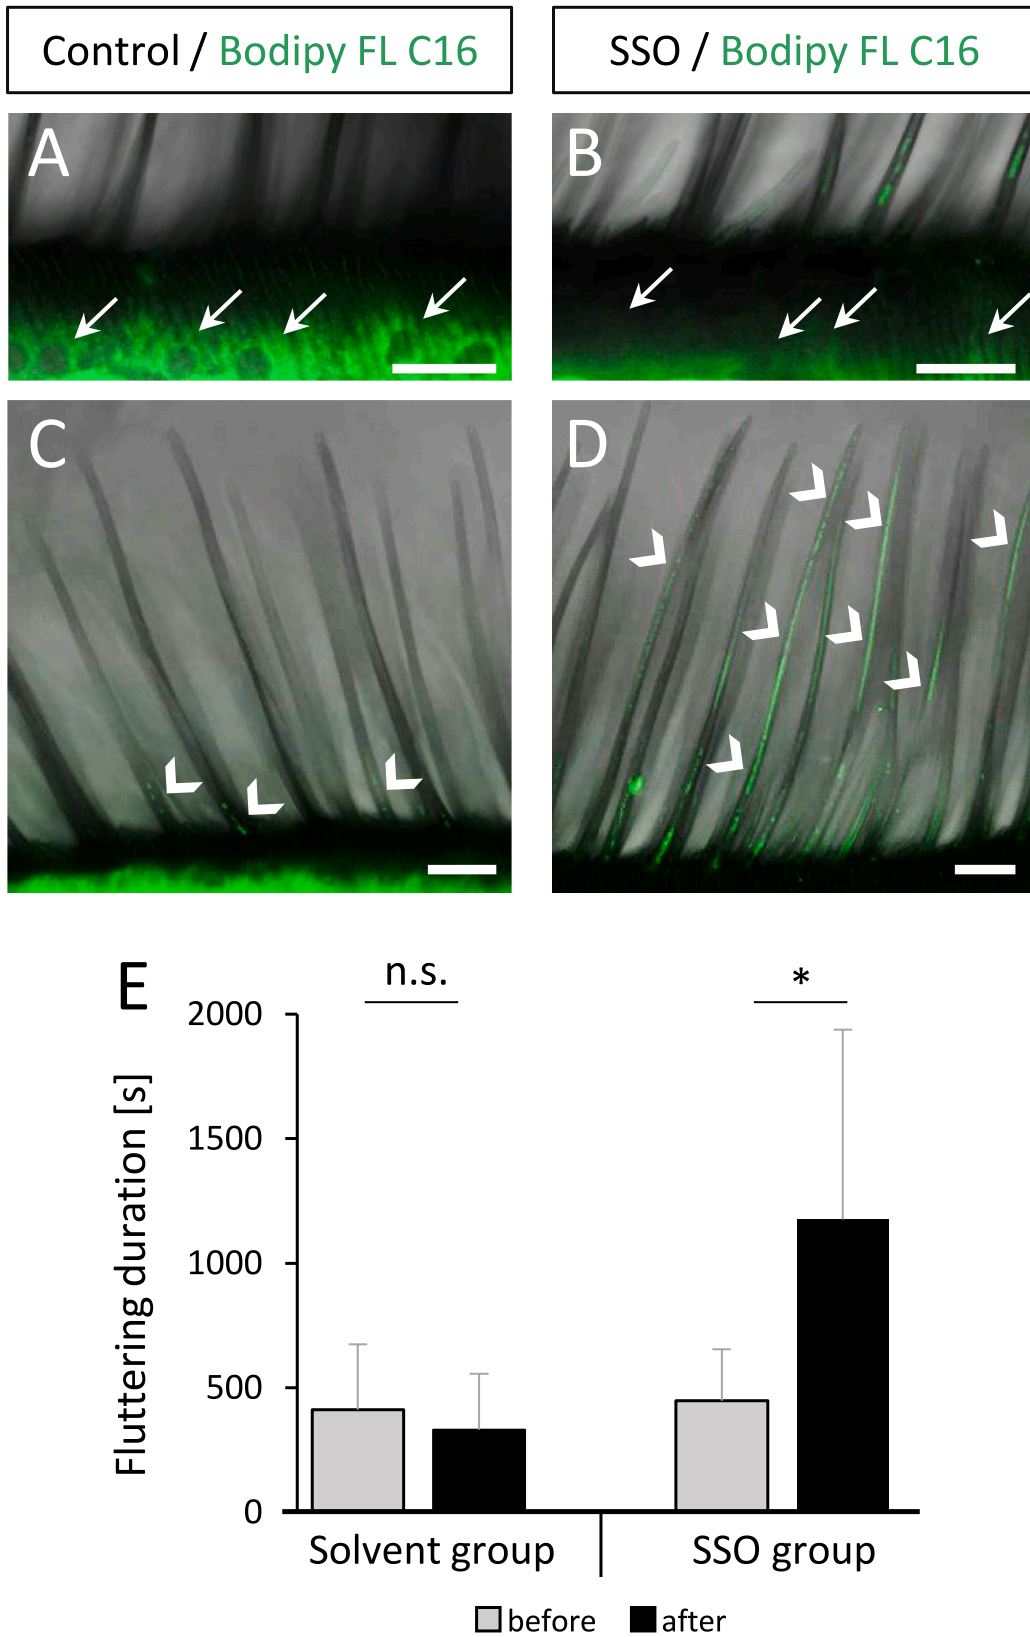 Control / Bodipy FL C16
SSO / Bodipy FL C16
A
B
C
D
E
n.s.
*
2000
1500
1000
500
0
Fluttering duration [s]
Solvent group
SSO group
before
after